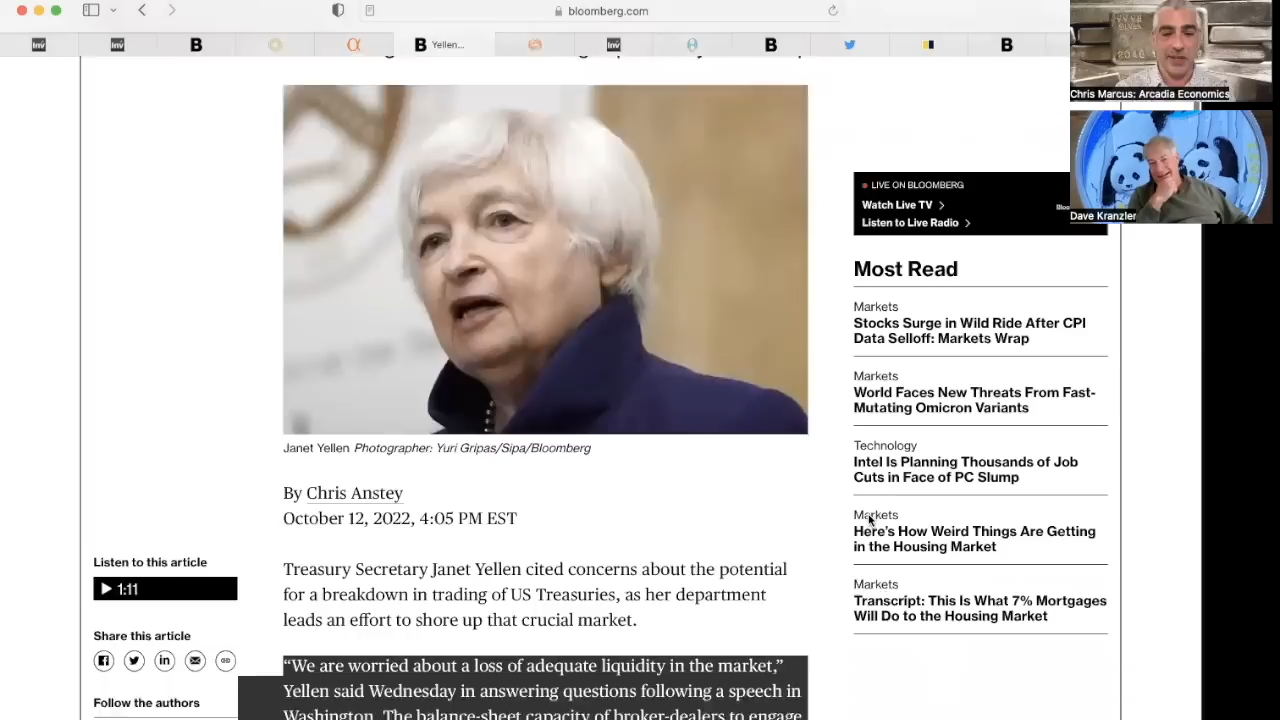 bloomberg.com
Inv
Inv
B
B Yellen...
Inv
B
B
Chris Marcus: Arcadia Economics
Dave Kranzler
Janet Yellen Photographer: Yuri Gripas/Sipa/Bloomberg
By Chris Anstey
October 12, 2022, 4:05 PM EST
Listen to this article
1:11
Share this article
Follow the authors
Treasury Secretary Janet Yellen cited concerns about the potential
for a breakdown in trading of US Treasuries, as her department
leads an effort to shore up that crucial market.
“We are worried about a loss of adequate liquidity in the market,”
Yellen said Wednesday in answering questions following a speech in
Washington. The balance-sheet capacity of broker-dealers to engage
LIVE ON BLOOMBERG
Watch Live TV
Listen to Live Radio
Most Read
Markets
Stocks Surge in Wild Ride After CPI
Data Selloff: Markets Wrap
Markets
World Faces New Threats From Fast-
Mutating Omicron Variants
Technology
Intel Is Planning Thousands of Job
Cuts in Face of PC Slump
Markets
Here’s How Weird Things Are Getting
in the Housing Market
Markets
Transcript: This Is What 7% Mortgages
Will Do to the Housing Market